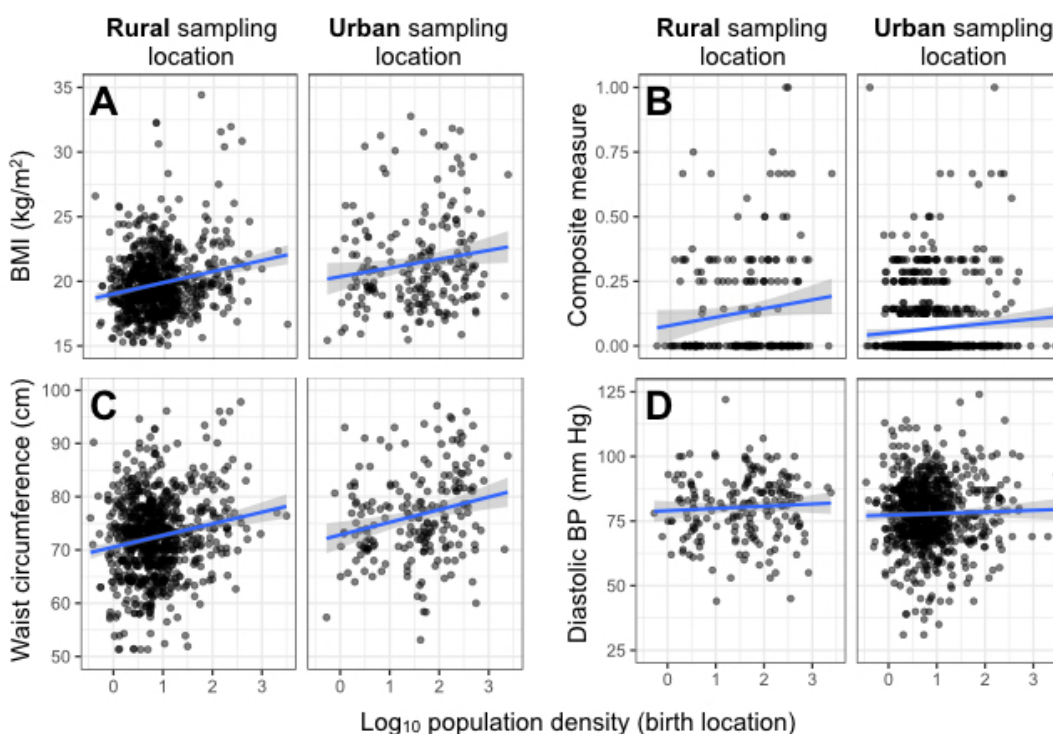 Rural sampling location
Urban sampling location
Rural sampling location
Urban sampling location
A
BMI (kg/m²)
35
30
25
20
15
B
Composite measure
1.00
0.75
0.50
0.25
0.00
C
Waist circumference (cm)
100
90
80
70
60
50
0 1 2 3
0 1 2 3
D
Diastolic BP (mm Hg)
125
100
75
50
25
0 1 2 3
0 1 2 3
Log₁₀ population density (birth location)